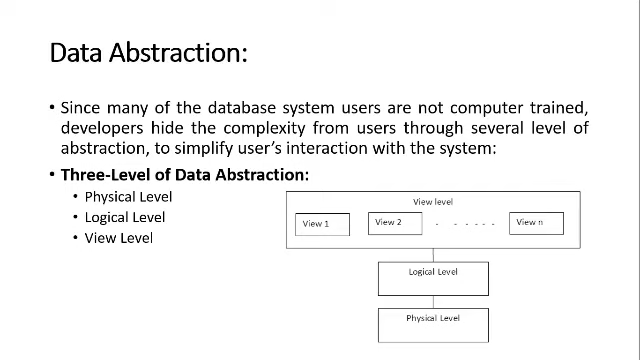 Data Abstraction:
• Since many of the database system users are not computer trained,
developers hide the complexity from users through several level of
abstraction, to simplify user's interaction with the system:
• Three-Level of Data Abstraction:
• Physical Level
• Logical Level
• View Level
View level
View 1 View 2 . . . . . . View n
Logical Level
Physical Level